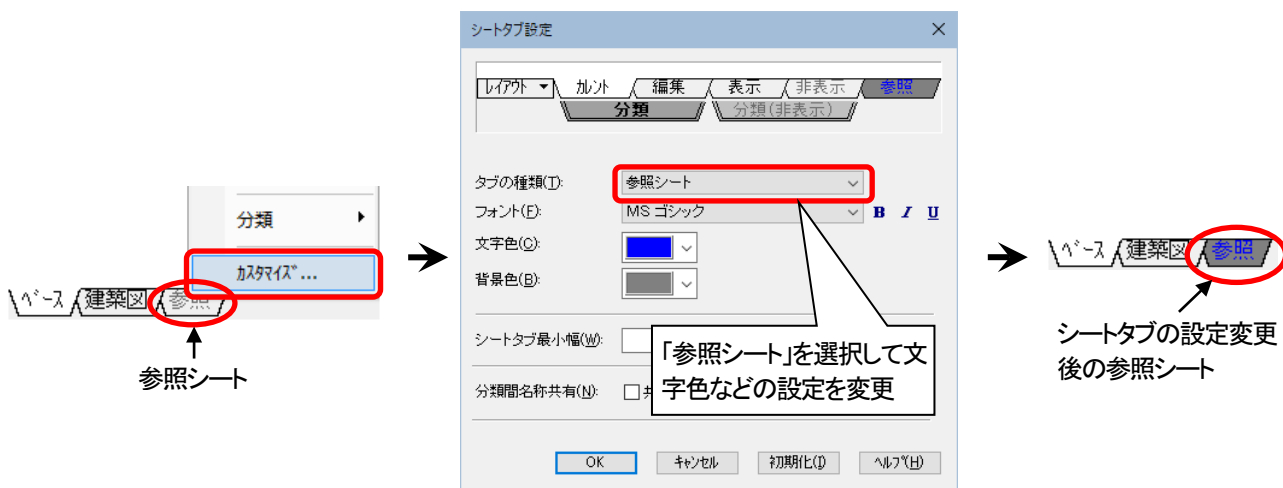 分類
カスタマイズ...
ベース 建築図 参照
参照シート
シートタブ設定
レイアウト カレント 編集 表示 非表示 参照
分類 分類(非表示)
タブの種類(T): 参照シート
フォント(F): MS ゴシック B I U
文字色(C):
背景色(B):
シートタブ最小幅(W):
分類間名称共有(N):
「参照シート」を選択して文
字色などの設定を変更
OK キャンセル 初期化(I) ヘルプ(H)
ベース 建築図 参照
シートタブの設定変更
後の参照シート